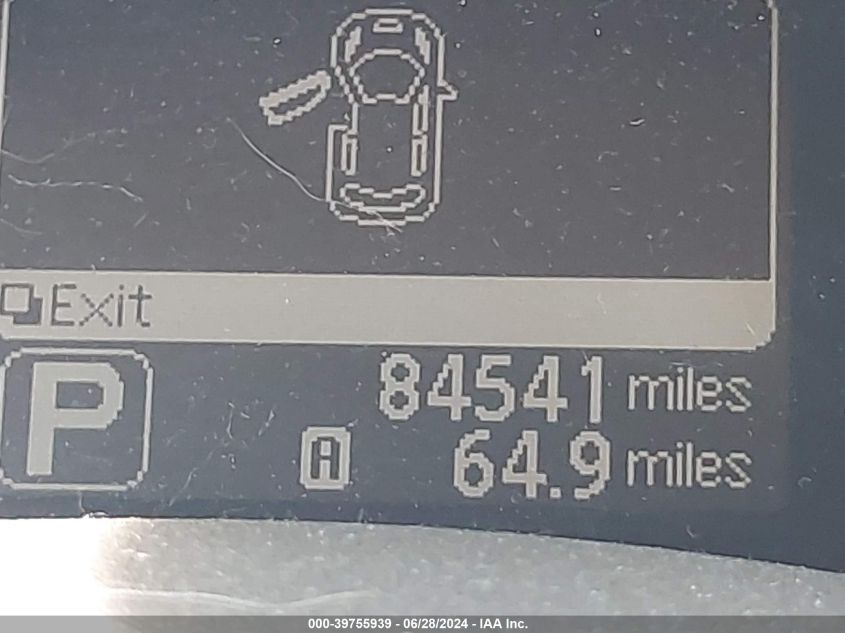 Exit
P
84541 miles
A 64.9 miles
000-39755939 - 06/28/2024 - IAA Inc.